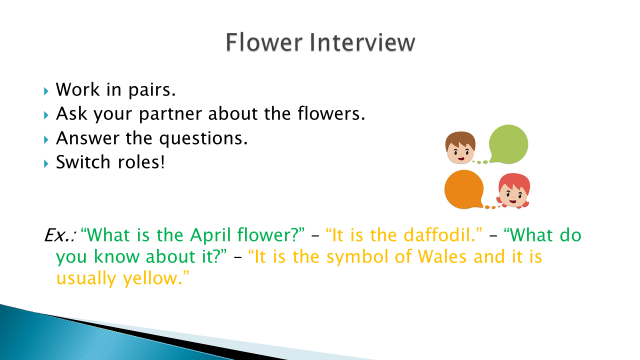 Flower Interview
Work in pairs.
Ask your partner about the flowers.
Answer the questions.
Switch roles!
Ex.: “What is the April flower?” – “It is the daffodil.” – “What do
you know about it?” – “It is the symbol of Wales and it is
usually yellow.”